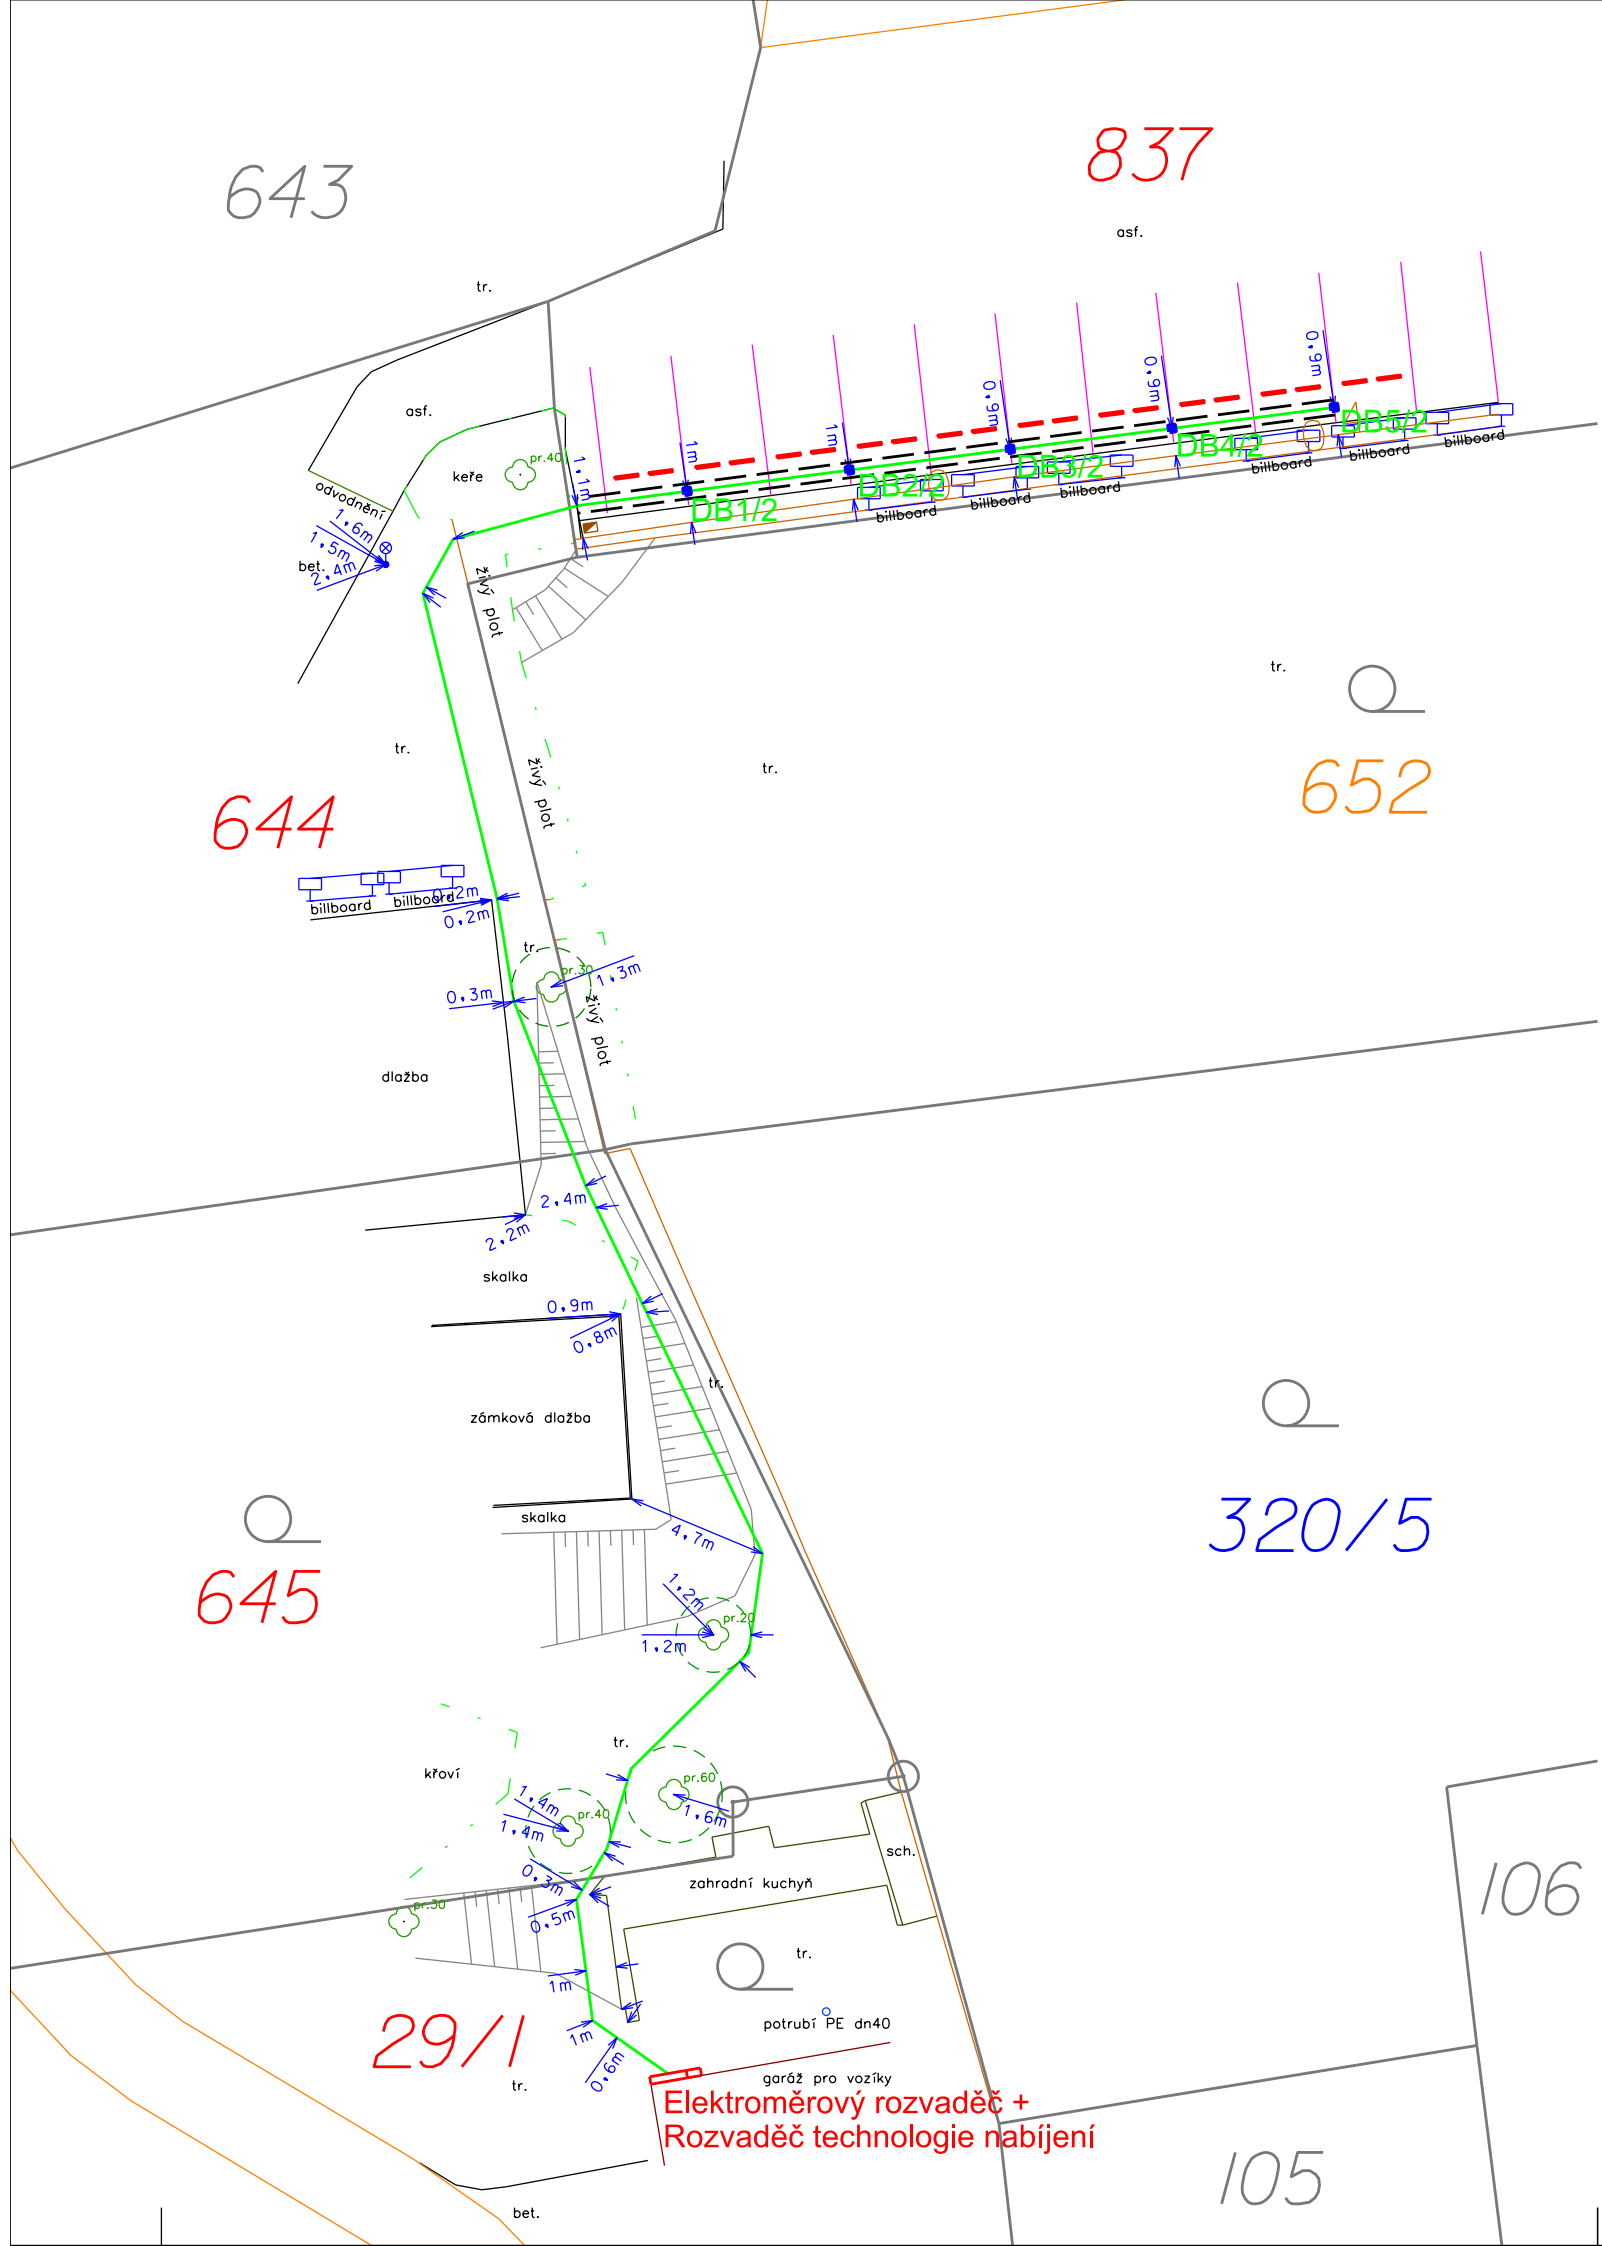 837
643
asf.
tr.
0.9m
0.9m
0.9m
1m
1m
asf.
DB5/2
billboard
billboard
DB4/2
billboard
DB3/2
billboard
billboard
DB2/2
billboard
DB1/2
pr.40
keře
1.1m
odvodnění
1.6m
1.5m
2.4m
bet.
živý plot
tr.
tr.
tr.
652
živý plot
644
billboard
billboard
0.2m
0.2m
tr.
pr.30
1.3m
0.3m
živý plot
dlažba
2.4m
2.2m
skalka
0.9m
0.8m
tr.
zámková dlažba
skalka
4.7m
320/5
645
1.2m
pr.20
1.2m
tr.
křoví
pr.60
1.4m
pr.40
1.6m
1.4m
sch.
0.3m
zahradní kuchyň
106
pr.30
0.5m
tr.
1m
29/1
potrubí PE dn40
1m
0.6m
tr.
garáž pro vozíky
Elektroměrový rozvaděč +
Rozvaděč technologie nabíjení
105
bet.